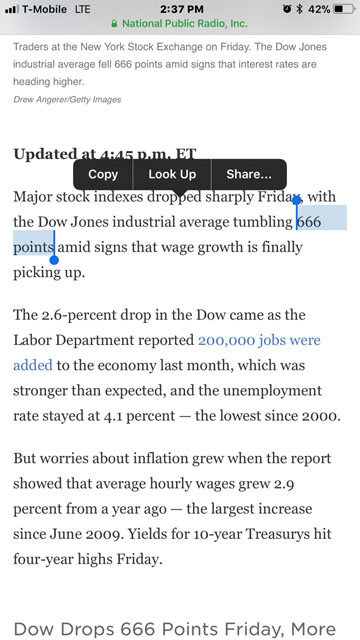 T-Mobile LTE 2:37 PM 42%
National Public Radio, Inc.
Traders at the New York Stock Exchange on Friday. The Dow Jones
industrial average fell 666 points amid signs that interest rates are
heading higher.
Drew Angerer/Getty Images
Updated at 4:45 p.m. ET
Copy Look Up Share...
Major stock indexes dropped sharply Friday, with
the Dow Jones industrial average tumbling 666
points amid signs that wage growth is finally
picking up.
The 2.6-percent drop in the Dow came as the
Labor Department reported 200,000 jobs were
added to the economy last month, which was
stronger than expected, and the unemployment
rate stayed at 4.1 percent — the lowest since 2000.
But worries about inflation grew when the report
showed that average hourly wages grew 2.9
percent from a year ago — the largest increase
since June 2009. Yields for 10-year Treasurys hit
four-year highs Friday.
Dow Drops 666 Points Friday, More